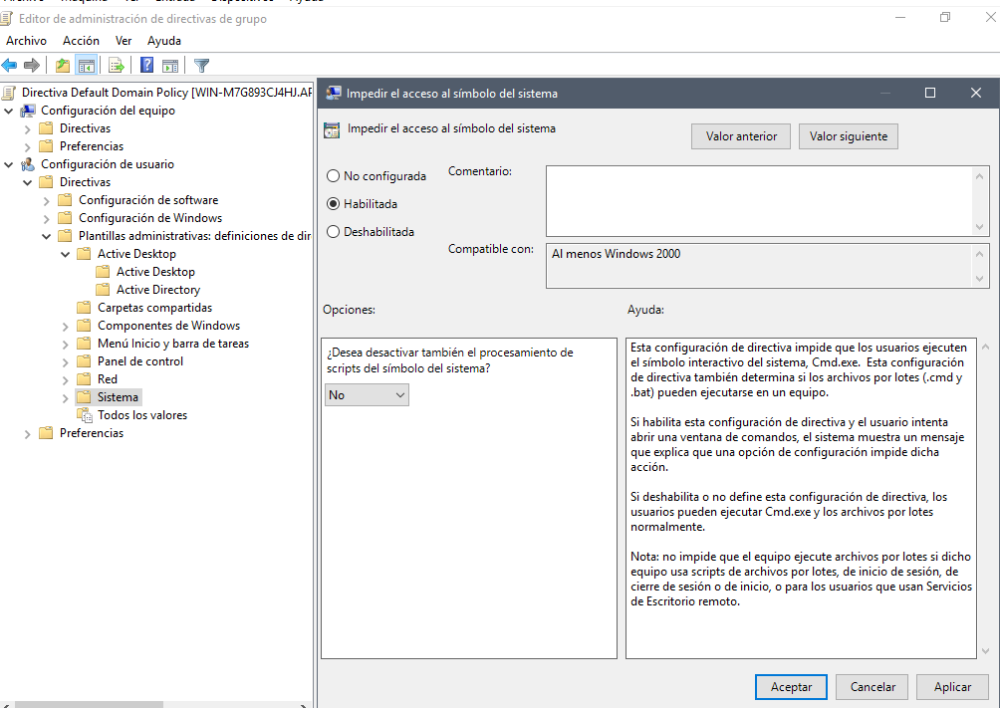 Archivo Máquina Ver Entrada Dispositivos Ayuda
Editor de administración de directivas de grupo
Archivo Acción Ver Ayuda
Directiva Default Domain Policy [WIN-M7G893CJ4HJ.AP
Configuración del equipo
Directivas
Preferencias
Configuración de usuario
Directivas
Configuración de software
Configuración de Windows
Plantillas administrativas: definiciones de dir
Active Desktop
Active Desktop
Active Directory
Carpetas compartidas
Componentes de Windows
Menú Inicio y barra de tareas
Panel de control
Red
Sistema
Todos los valores
Preferencias
Impedir el acceso al símbolo del sistema
Impedir el acceso al símbolo del sistema
Valor anterior
Valor siguiente
No configurada
Habilitada
Deshabilitada
Comentario:
Compatible con:
Al menos Windows 2000
Opciones:
Ayuda:
¿Desea desactivar también el procesamiento de
scripts del símbolo del sistema?
No
Esta configuración de directiva impide que los usuarios ejecuten
el símbolo interactivo del sistema, Cmd.exe.  Esta configuración
de directiva también determina si los archivos por lotes (.cmd y
.bat) pueden ejecutarse en un equipo.
Si habilita esta configuración de directiva y el usuario intenta
abrir una ventana de comandos, el sistema muestra un mensaje
que explica que una opción de configuración impide dicha
acción.
Si deshabilita o no define esta configuración de directiva, los
usuarios pueden ejecutar Cmd.exe y los archivos por lotes
normalmente.
Nota: no impide que el equipo ejecute archivos por lotes si dicho
equipo usa scripts de archivos por lotes, de inicio de sesión, de
cierre de sesión o de inicio, o para los usuarios que usan Servicios
de Escritorio remoto.
Aceptar
Cancelar
Aplicar